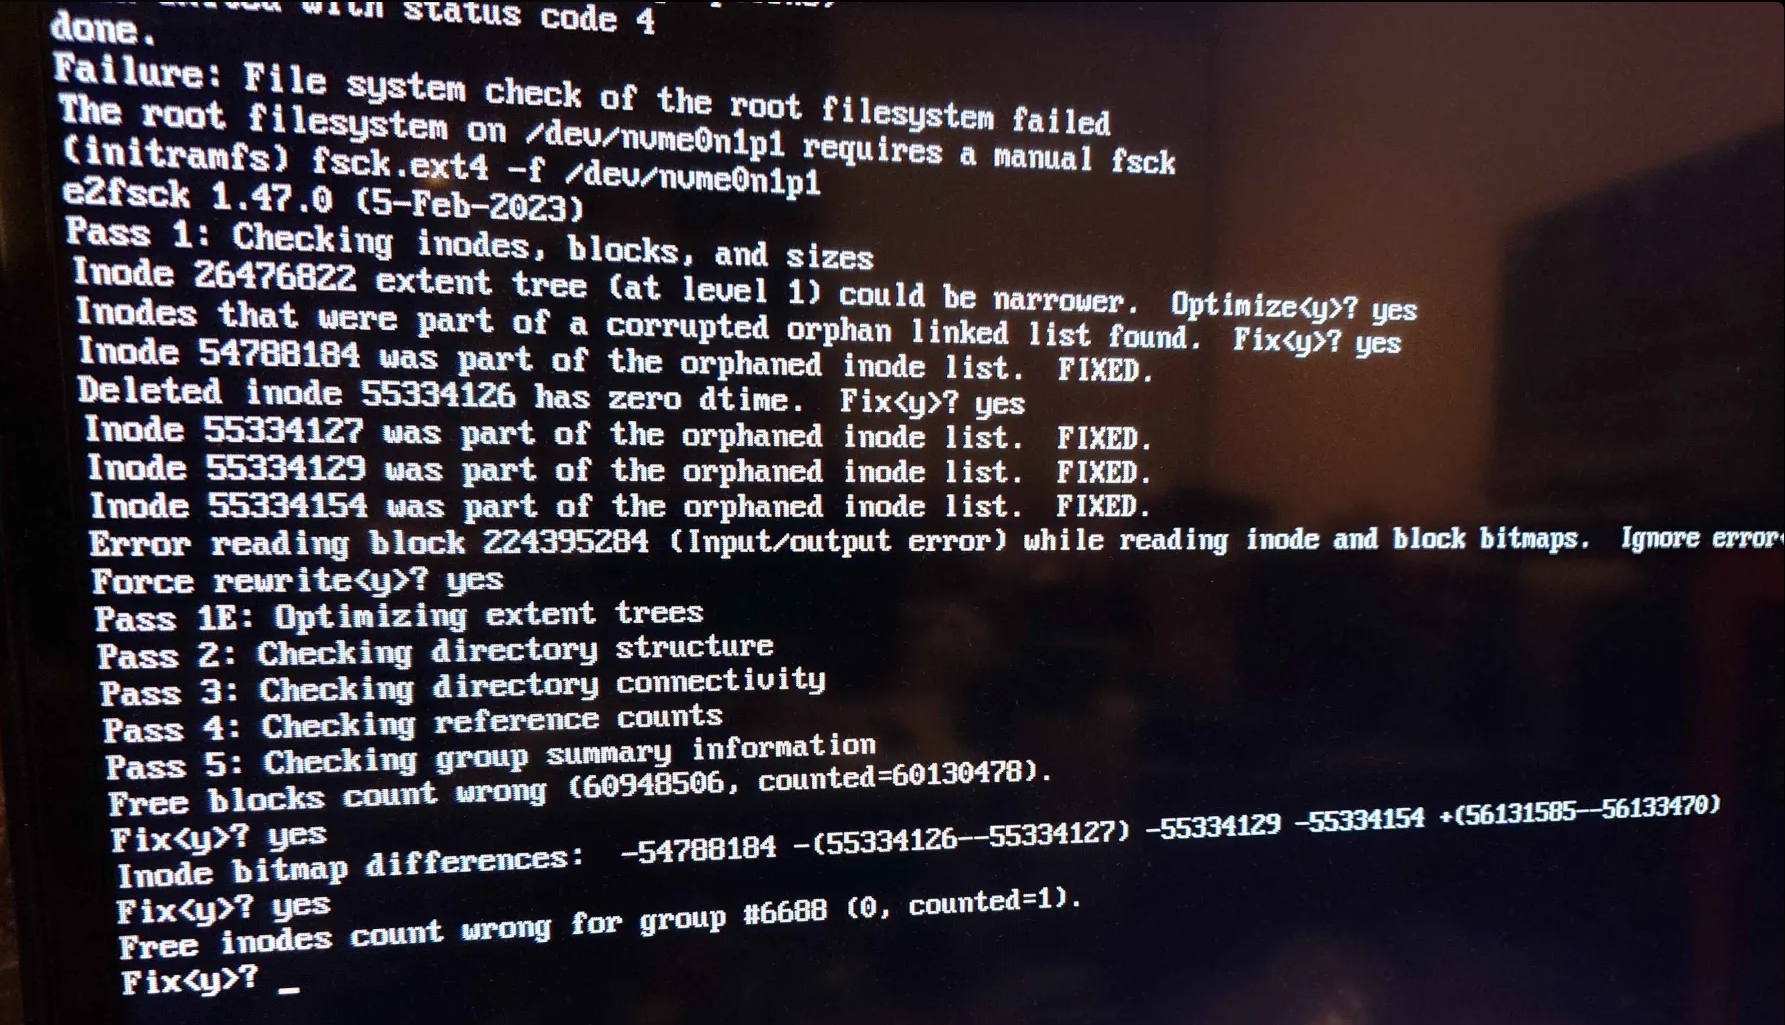 with status code 4
done.
Failure: File system check of the root filesystem failed
The root filesystem on /dev/nvme0n1p1 requires a manual fsck
(initramfs) fsck.ext4 -f /dev/nvme0n1p1
e2fsck 1.47.0 (5-Feb-2023)
Pass 1: Checking inodes, blocks, and sizes
Inode 26476822 extent tree (at level 1) could be narrower.  Optimize<y>? yes
Inodes that were part of a corrupted orphan linked list found.  Fix<y>? yes
Inode 54788184 was part of the orphaned inode list.  FIXED.
Deleted inode 55334126 has zero dtime.  Fix<y>? yes
Inode 55334127 was part of the orphaned inode list.  FIXED.
Inode 55334129 was part of the orphaned inode list.  FIXED.
Inode 55334154 was part of the orphaned inode list.  FIXED.
Error reading block 224395284 (Input/output error) while reading inode and block bitmaps.  Ignore error<
Force rewrite<y>? yes
Pass 1E: Optimizing extent trees
Pass 2: Checking directory structure
Pass 3: Checking directory connectivity
Pass 4: Checking reference counts
Pass 5: Checking group summary information
Free blocks count wrong (60948506, counted=60130478).
Fix<y>? yes
Inode bitmap differences:  -54788184 -(55334126--55334127) -55334129 -55334154 +(56131585--56133470)
Fix<y>? yes
Free inodes count wrong for group #6688 (0, counted=1).
Fix<y>? _